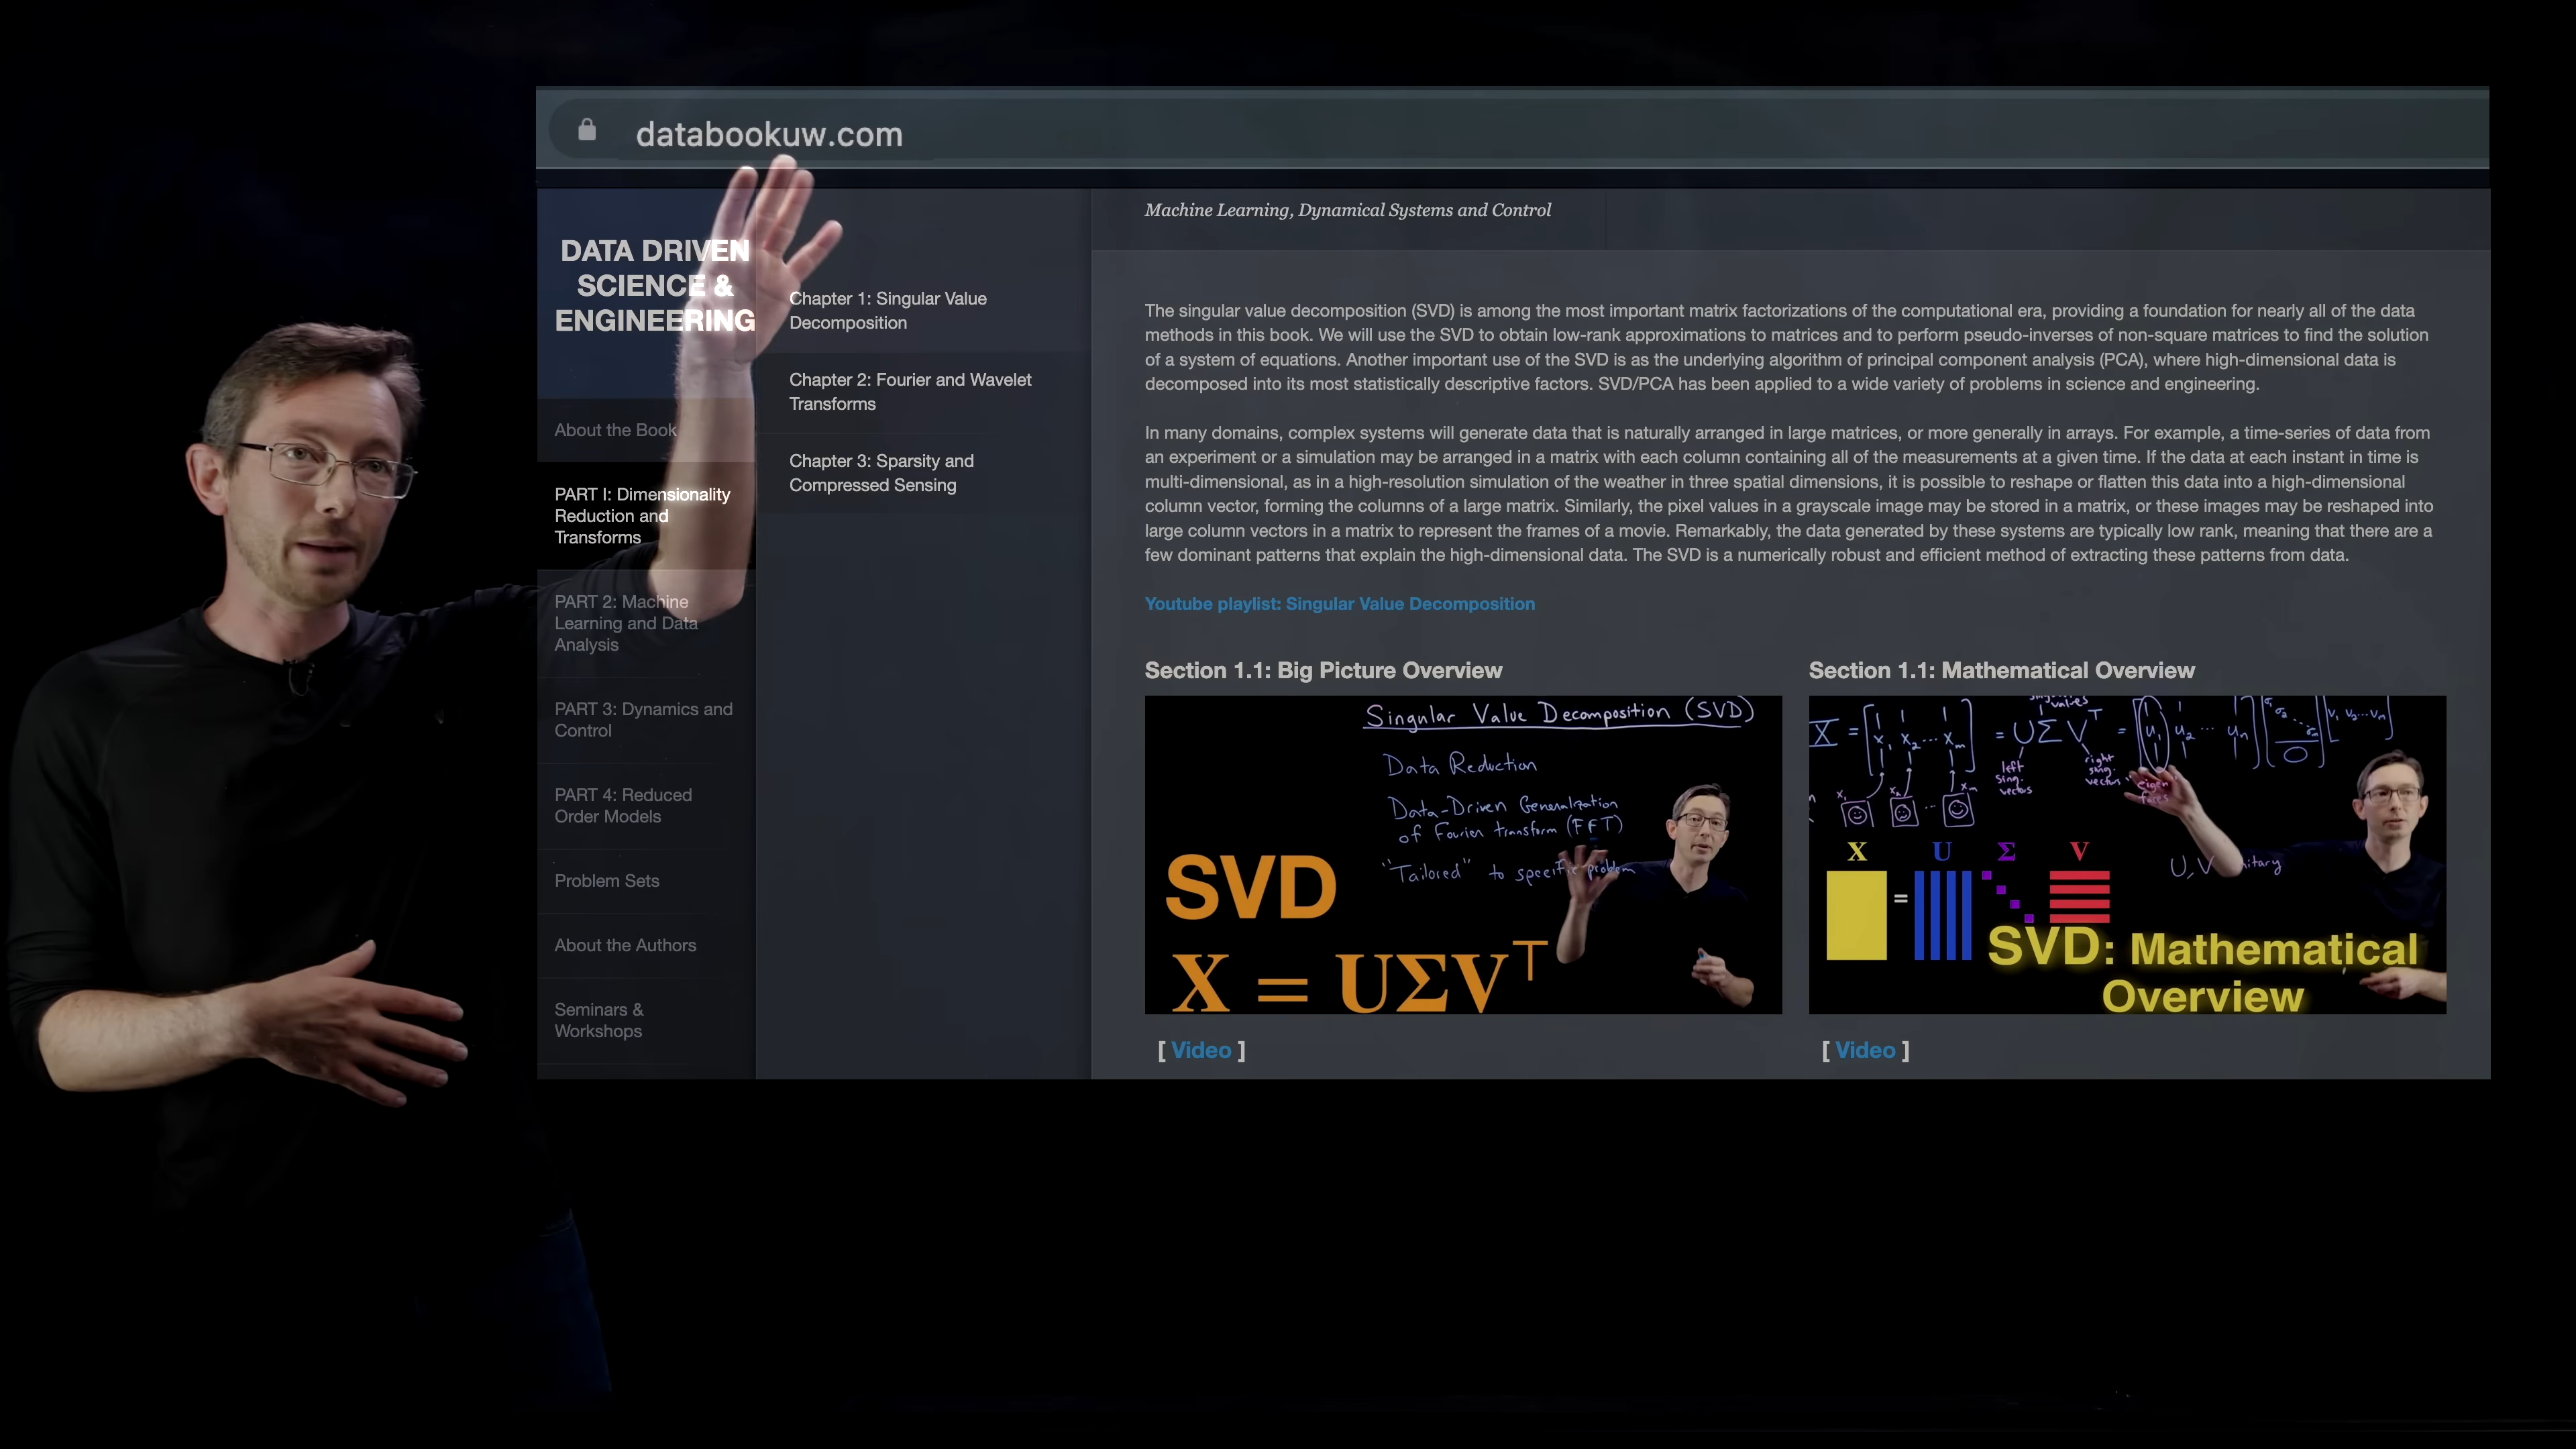 databookuw.com
DATA DRIVEN
SCIENCE &
ENGINEERING
About the Book
PART I: Dimensionality
Reduction and
Transforms
PART 2: Machine
Learning and Data
Analysis
PART 3: Dynamics and
Control
PART 4: Reduced
Order Models
Problem Sets
About the Authors
Seminars &
Workshops
Chapter 1: Singular Value
Decomposition
Chapter 2: Fourier and Wavelet
Transforms
Chapter 3: Sparsity and
Compressed Sensing
Machine Learning, Dynamical Systems and Control
The singular value decomposition (SVD) is among the most important matrix factorizations of the computational era, providing a foundation for nearly all of the data
methods in this book. We will use the SVD to obtain low-rank approximations to matrices and to perform pseudo-inverses of non-square matrices to find the solution
of a system of equations. Another important use of the SVD is as the underlying algorithm of principal component analysis (PCA), where high-dimensional data is
decomposed into its most statistically descriptive factors. SVD/PCA has been applied to a wide variety of problems in science and engineering.
In many domains, complex systems will generate data that is naturally arranged in large matrices, or more generally in arrays. For example, a time-series of data from
an experiment or a simulation may be arranged in a matrix with each column containing all of the measurements at a given time. If the data at each instant in time is
multi-dimensional, as in a high-resolution simulation of the weather in three spatial dimensions, it is possible to reshape or flatten this data into a high-dimensional
column vector, forming the columns of a large matrix. Similarly, the pixel values in a grayscale image may be stored in a matrix, or these images may be reshaped into
large column vectors in a matrix to represent the frames of a movie. Remarkably, the data generated by these systems are typically low rank, meaning that there are a
few dominant patterns that explain the high-dimensional data. The SVD is a numerically robust and efficient method of extracting these patterns from data.
Youtube playlist: Singular Value Decomposition
Section 1.1: Big Picture Overview
Singular Value Decomposition (SVD)
Data Reduction
Data-Driven Generalization
of Fourier transform (FFT)
"Tailored" to specific problem
SVD
X = UΣV⊤
[ Video ]
Section 1.1: Mathematical Overview
values
X = [x₁ x₂ ... xₘ] = UΣVᵀ = [u₁ u₂ ... uₙ]
left
sing.
vectors
right
sing.
vectors
eigen
faces
X U Σ V
=
U,V
SVD: Mathematical
Overview
[ Video ]